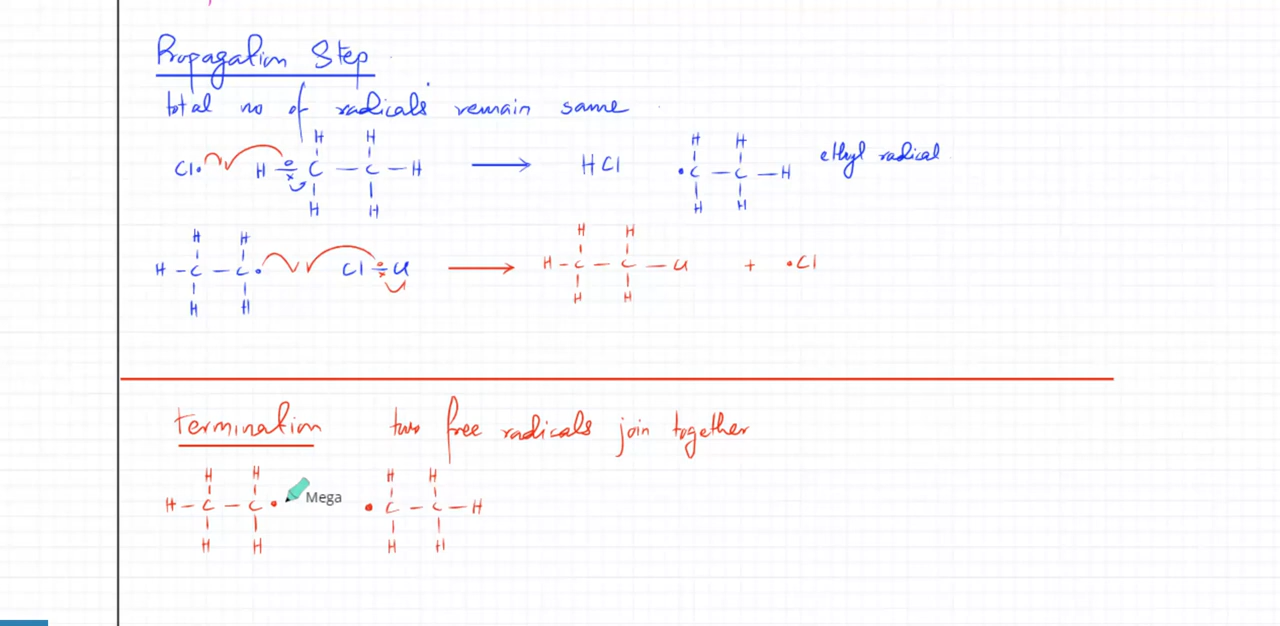 Propagation Step
total no of radicals remain same
H H
Cl• H — C — C — H ⟶ HCl
H H
H H
•C — C — H ethyl radical
H H
H H
H — C — C• Cl — Cl ⟶
H H
H H
H — C — C — Cl + •Cl
H H
Termination two free radicals join together
H H
H — C — C • Mega
H H
H H
• C — C — H
H H